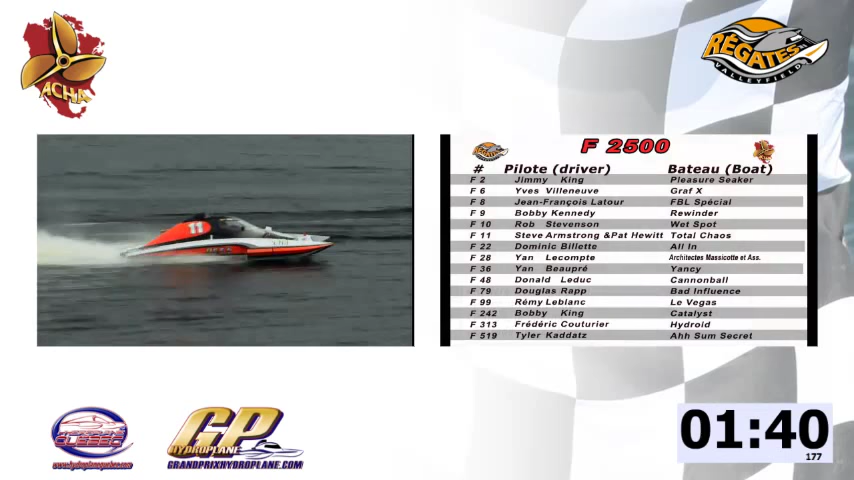 ACHA
RÉGATES
VALLEYFIELD
11
F 2500
# Pilote (driver) Bateau (Boat)
F 2 Jimmy King Pleasure Seaker
F 6 Yves Villeneuve Graf X
F 8 Jean-François Latour FBL Spécial
F 9 Bobby Kennedy Rewinder
F 10 Rob Stevenson Wet Spot
F 11 Steve Armstrong &Pat Hewitt Total Chaos
F 22 Dominic Billette All In
F 28 Yan Lecompte Architectes Massicotte et Ass.
F 36 Yan Beaupré Yancy
F 48 Donald Leduc Cannonball
F 79 Douglas Rapp Bad Influence
F 99 Rémy Leblanc Le Vegas
F 242 Bobby King Catalyst
F 313 Frédéric Couturier Hydroid
F 519 Tyler Kaddatz Ahh Sum Secret
GP
HYDROPLANE
GRANDPRIXHYDROPLANE.COM
01:40
177